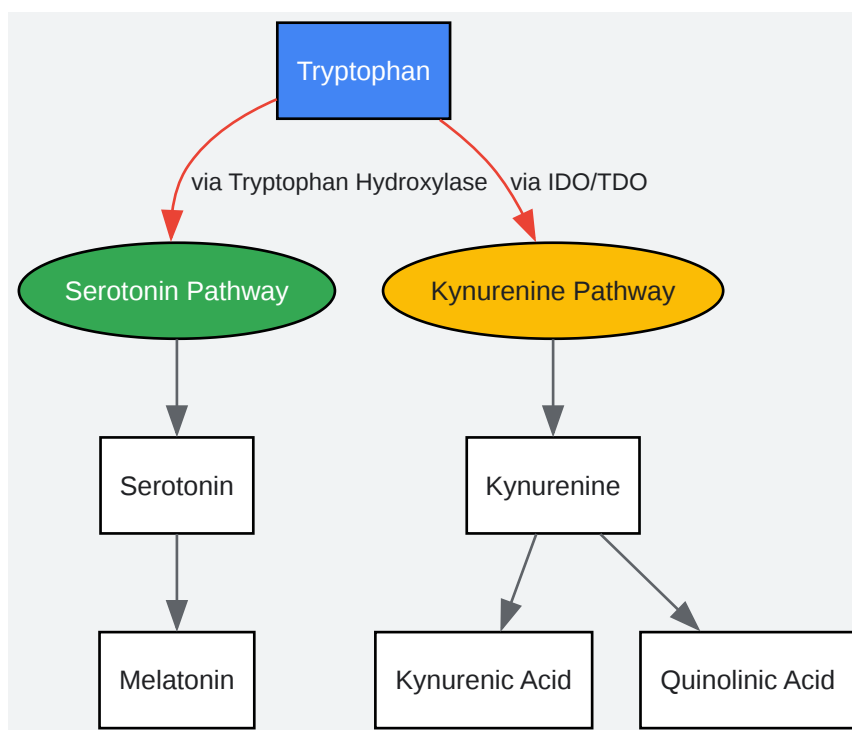 Tryptophan
via Tryptophan Hydroxylase
via IDO/TDO
Serotonin Pathway
Kynurenine Pathway
Serotonin
Kynurenine
Melatonin
Kynurenic Acid
Quinolinic Acid